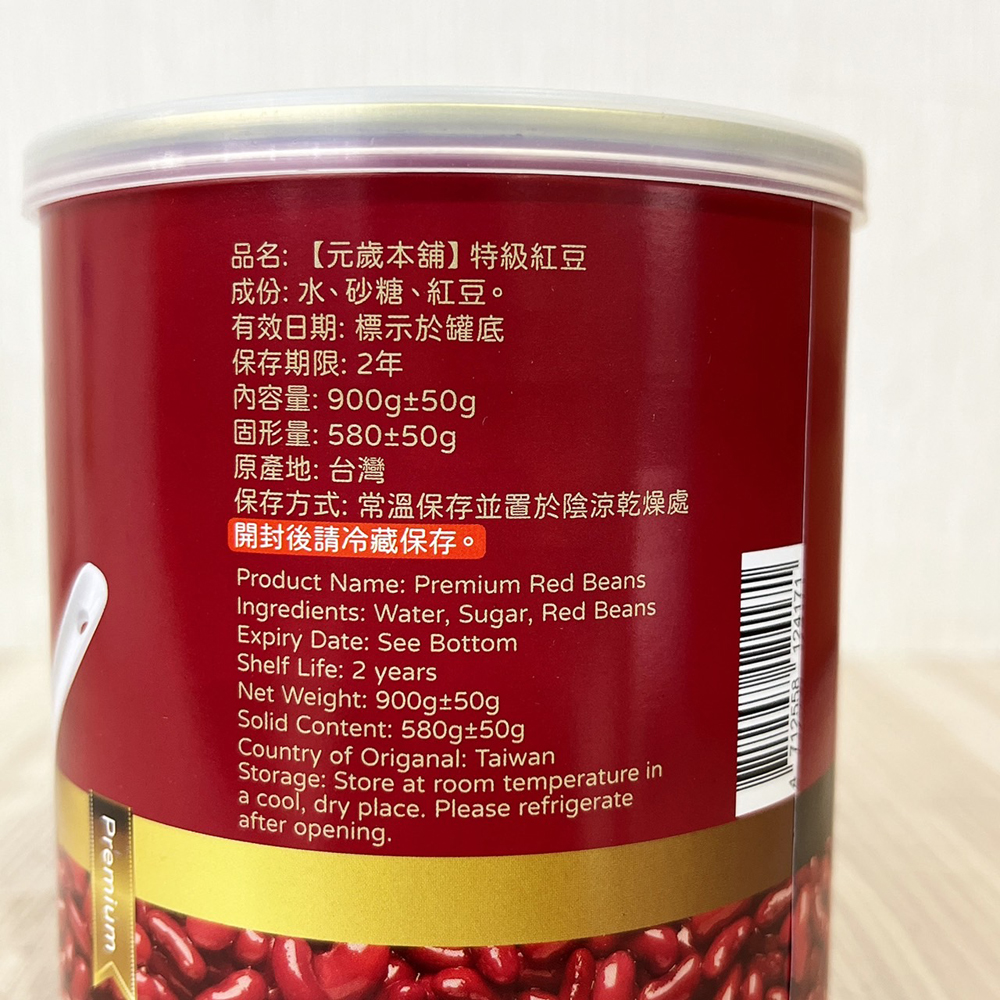 品名: 【元歲本舖】特級紅豆
成份: 水、砂糖、紅豆。
有效日期: 標示於罐底
保存期限: 2年
內容量: 900g±50g
固形量: 580±50g
原產地: 台灣
保存方式: 常溫保存並置於陰涼乾燥處
開封後請冷藏保存。
Product Name: Premium Red Beans
Ingredients: Water, Sugar, Red Beans
Expiry Date: See Bottom
Shelf Life: 2 years
Net Weight: 900g±50g
Solid Content: 580g±50g
Country of Origanal: Taiwan
Storage: Store at room temperature in
a cool, dry place. Please refrigerate
after opening.
4 712558 124171
Premium